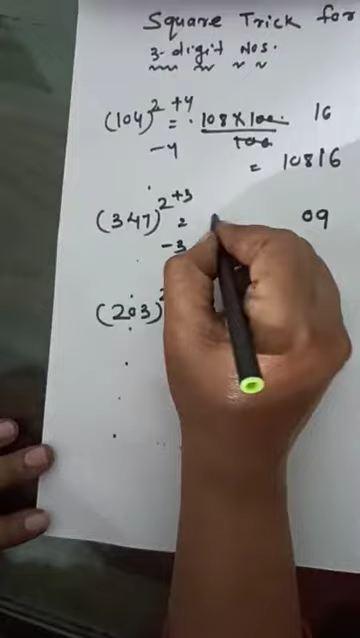 Square Trick for
3-digit Nos.
(104)² +4 = 108 × 100 16
-4 100
= 10816
(347)² +3 = 09
-3
(203)²